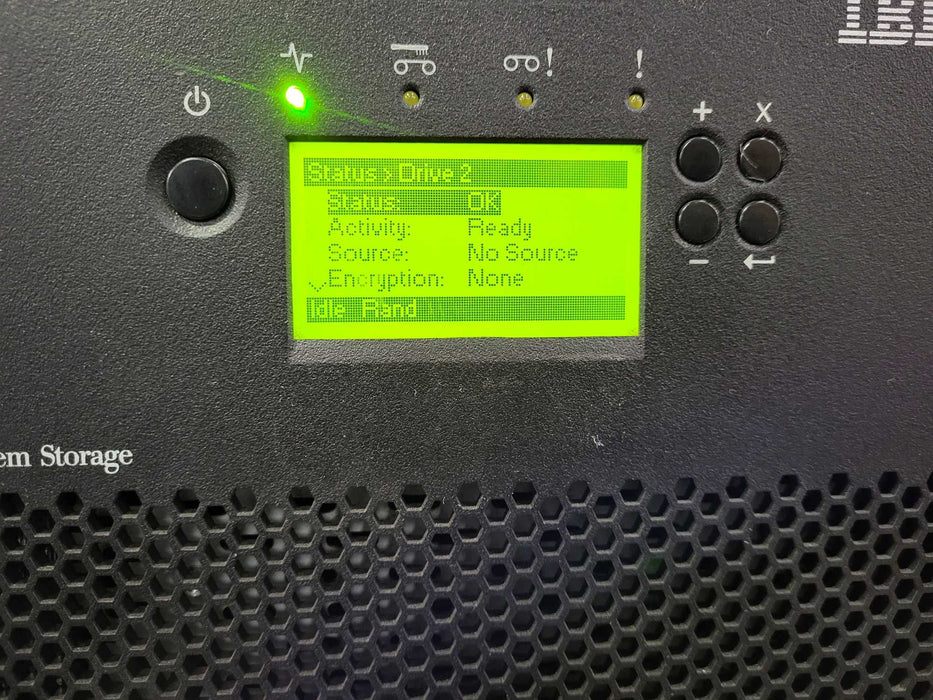 IBM
! !
+ X
Status > Drive 2
Status: OK
Activity: Ready
Source: No Source
Encryption: None
Idle Rand
-
em Storage